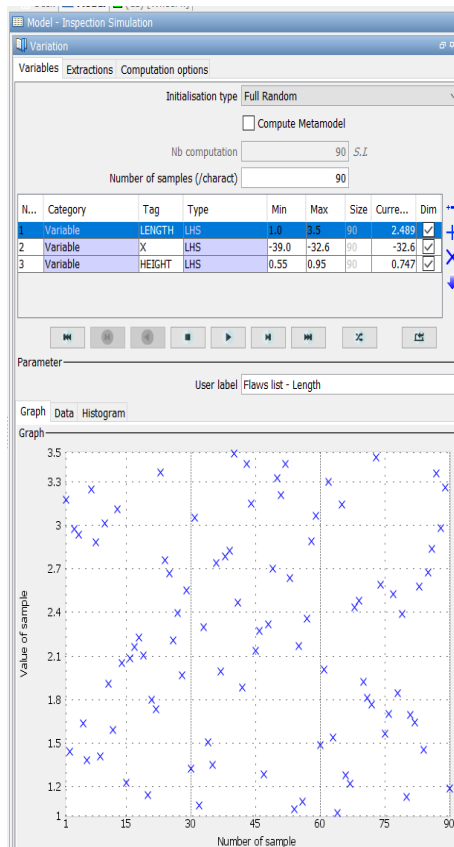 Model - Inspection Simulation
Variation
Variables Extractions Computation options
Initialisation type Full Random
Compute Metamodel
Nb computation 90 S.I.
Number of samples (/charact) 90
N... Category Tag Type Min Max Size Curre... Dim
1 Variable LENGTH LHS 1.0 3.5 90 2.489
2 Variable X LHS -39.0 -32.6 90 -32.6
3 Variable HEIGHT LHS 0.55 0.95 90 0.747
Parameter
User label Flaws list - Length
Graph Data Histogram
Graph
3.5
3.3
3
2.7
2.4
2.1
1.8
1.5
1.2
1
Value of sample
1 15 30 45 60 75 90
Number of sample